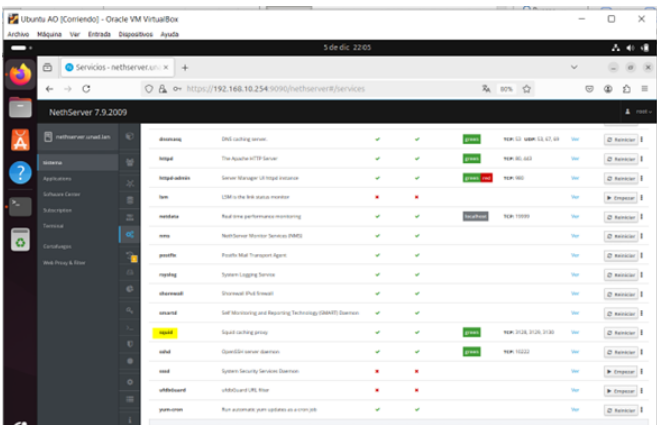 Ubuntu AO [Corriendo] - Oracle VM VirtualBox
Archivo Máquina Ver Entrada Dispositivos Ayuda
5 de dic 22:05
Servicios - nethserver.una
https://192.168.10.254:9090/nethserver#/services
80%
NethServer 7.9.2009
nethserver.unad.lan
Sistema
Applications
Software Center
Subscription
Terminal
Cortafuegos
Web Proxy & Filter
dnsmasq DNS caching server. green TCP: 53 UDP: 53, 67, 69 Ver Reiniciar
httpd The Apache HTTP Server green TCP: 80, 443 Ver Reiniciar
httpd-admin Server Manager UI httpd instance green red TCP: 980 Ver Reiniciar
lsm LSM is the link status monitor Ver Empezar
netdata Real time performance monitoring localhost TCP: 19999 Ver Reiniciar
nms NethServer Monitor Services (NMS) Ver Reiniciar
postfix Postfix Mail Transport Agent Ver Reiniciar
rsyslog System Logging Service Ver Reiniciar
shorewall Shorewall IPv4 firewall Ver Reiniciar
smartd Self Monitoring and Reporting Technology (SMART) Daemon Ver Reiniciar
squid Squid caching proxy green TCP: 3128, 3129, 3130 Ver Reiniciar
sshd OpenSSH server daemon green TCP: 10222 Ver Reiniciar
sssd System Security Services Daemon Ver Empezar
ufdbGuard ufdbGuard URL filter Ver Empezar
yum-cron Run automatic yum updates as a cron job Ver Reiniciar